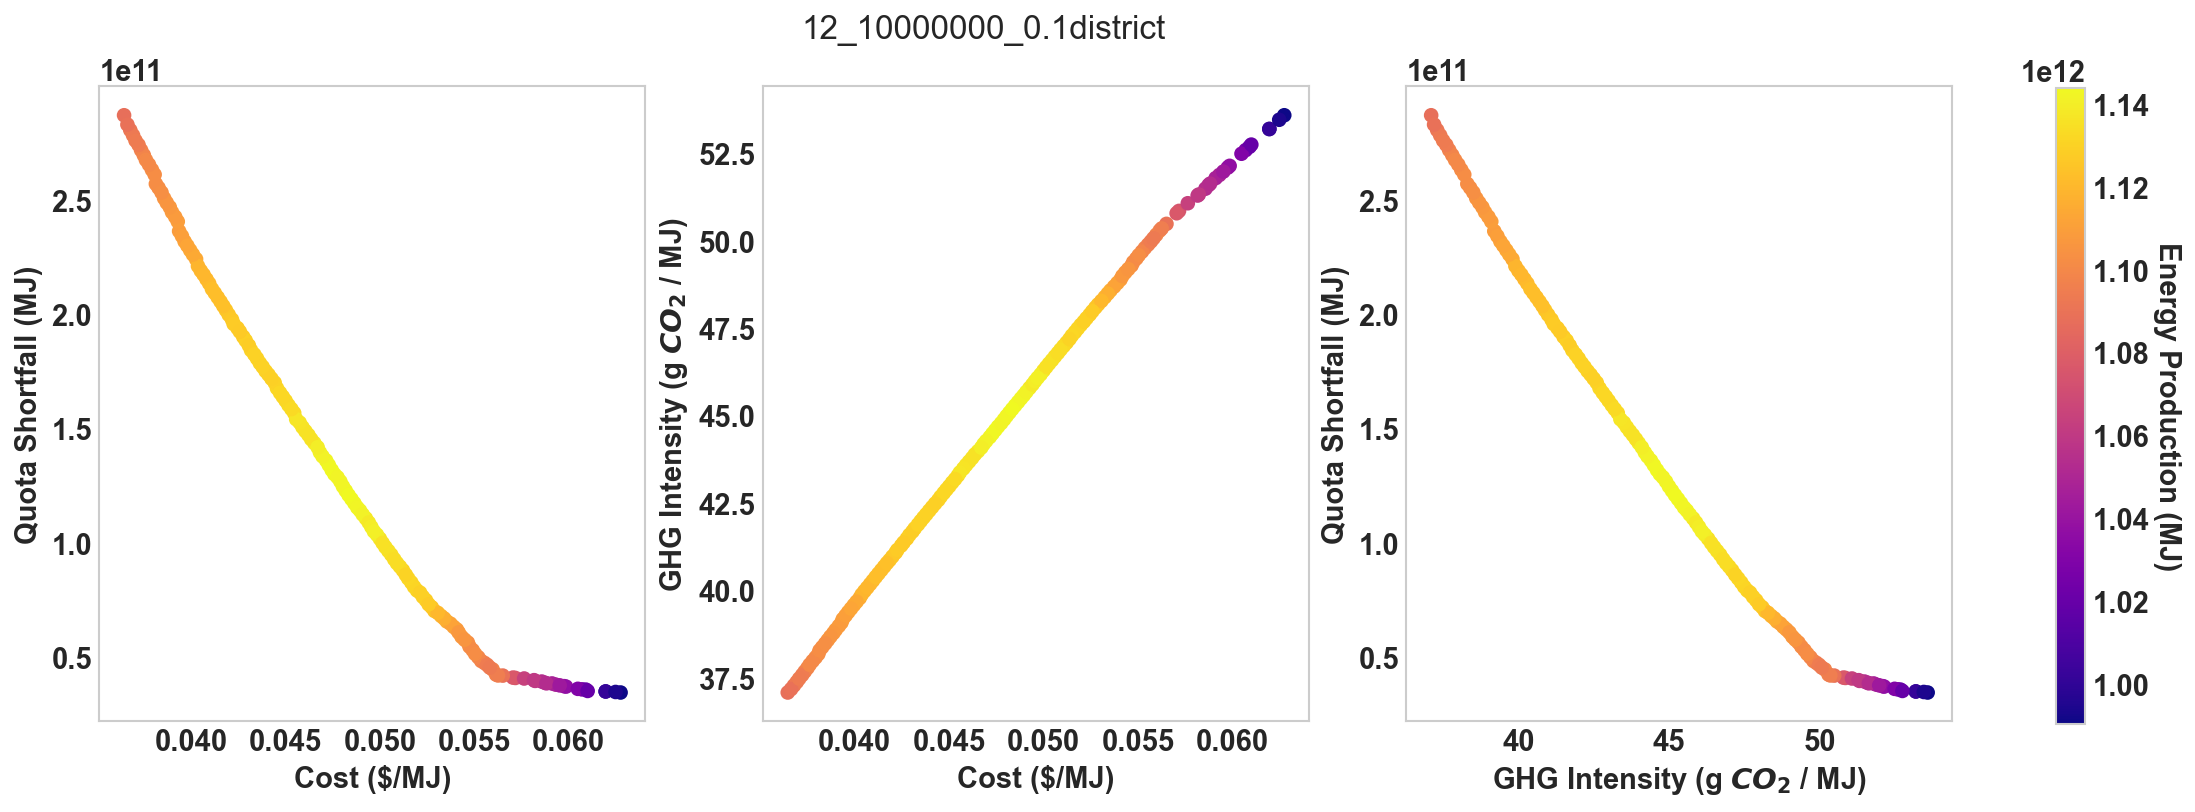 12_10000000_0.1district
1e11
2.5
2.0
1.5
1.0
0.5
Quota Shortfall (MJ)
0.040 0.045 0.050 0.055 0.060
Cost ($/MJ)
52.5
50.0
47.5
45.0
42.5
40.0
37.5
GHG Intensity (g CO₂ / MJ)
0.040 0.045 0.050 0.055 0.060
Cost ($/MJ)
1e11
2.5
2.0
1.5
1.0
0.5
Quota Shortfall (MJ)
40 45 50
GHG Intensity (g CO₂ / MJ)
1e12
1.14
1.12
1.10
1.08
1.06
1.04
1.02
1.00
Energy Production (MJ)